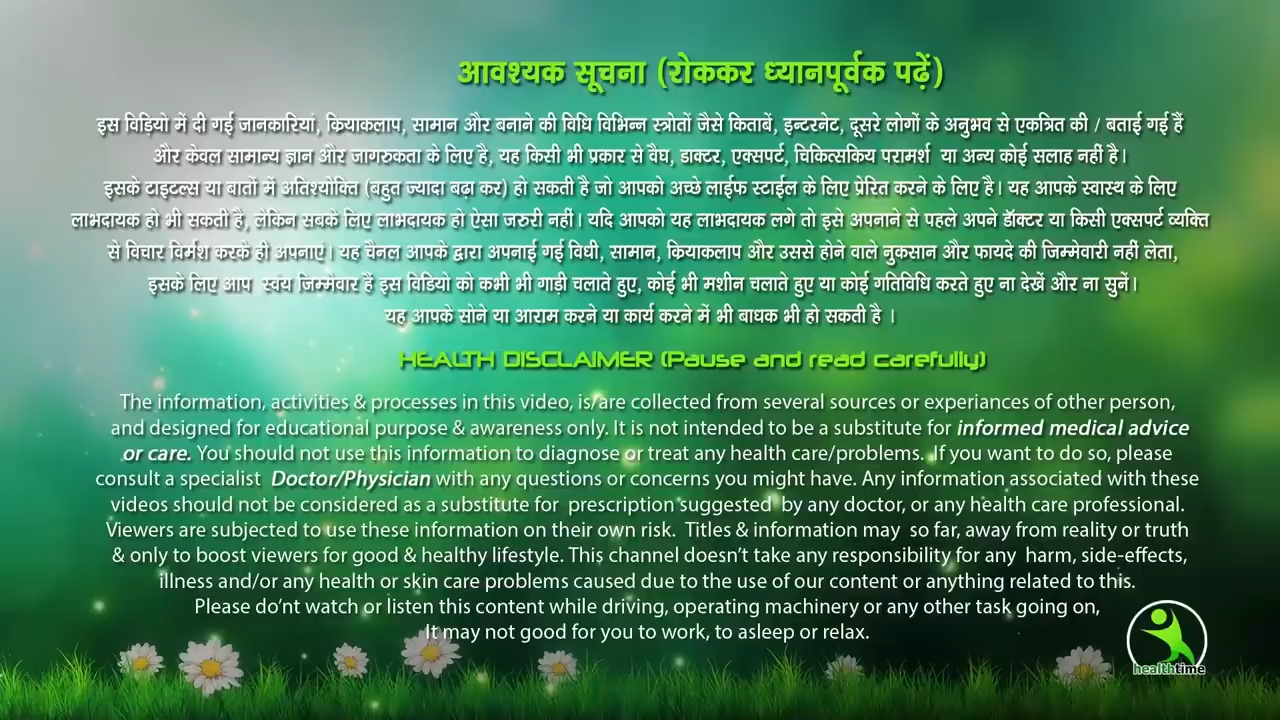 आवश्यक सूचना (रोककर ध्यानपूर्वक पढ़ें)
इस विड़ियो में दी गई जानकारियां, क्रियाकलाप, सामान और बनाने की विधि विभिन्न स्त्रोतों जैसे किताबें, इन्टरनेट, दूसरे लोगों के अनुभव से एकत्रित की / बताई गई हैं
और केवल सामान्य ज्ञान और जागरुकता के लिए है, यह किसी भी प्रकार से वैघ, डाक्टर, एक्सपर्ट, चिकित्सकिय परामर्श या अन्य कोई सलाह नहीं है।
इसके टाइटल्स या बातों में अतिश्योक्ति (बहुत ज्यादा बढ़ा कर) हो सकती है जो आपको अच्छे लाईफ स्टाईल के लिए प्रेरित करने के लिए है। यह आपके स्वास्थ के लिए
लाभदायक हो भी सकती है, लेकिन सबके लिए लाभदायक हो ऐसा जरुरी नहीं। यदि आपको यह लाभदायक लगे तो इसे अपनाने से पहले अपने डॅाक्टर या किसी एक्सपर्ट व्यक्ति
से विचार विर्मश करके ही अपनाएं। यह चैनल आपके द्वारा अपनाई गई विधी, सामान, क्रियाकलाप और उससे होने वाले नुकसान और फायदे की जिम्मेवारी नहीं लेता,
इसके लिए आप स्वंय जिम्मेवार हैं इस विडियो को कभी भी गाड़ी चलाते हुए, कोई भी मशीन चलाते हुए या कोई गतिविधि करते हुए ना देखें और ना सुनें।
यह आपके सोने या आराम करने या कार्य करने में भी बाधक भी हो सकती है ।
HEALTH DISCLAIMER (Pause and read carefully)
The information, activities & processes in this video, is/are collected from several sources or experiances of other person,
and designed for educational purpose & awareness only. It is not intended to be a substitute for informed medical advice
or care. You should not use this information to diagnose or treat any health care/problems. If you want to do so, please
consult a specialist Doctor/Physician with any questions or concerns you might have. Any information associated with these
videos should not be considered as a substitute for prescription suggested by any doctor, or any health care professional.
Viewers are subjected to use these information on their own risk. Titles & information may so far, away from reality or truth
& only to boost viewers for good & healthy lifestyle. This channel doesn't take any responsibility for any harm, side-effects,
illness and/or any health or skin care problems caused due to the use of our content or anything related to this.
Please do'nt watch or listen this content while driving, operating machinery or any other task going on,
It may not good for you to work, to asleep or relax.
healthtime